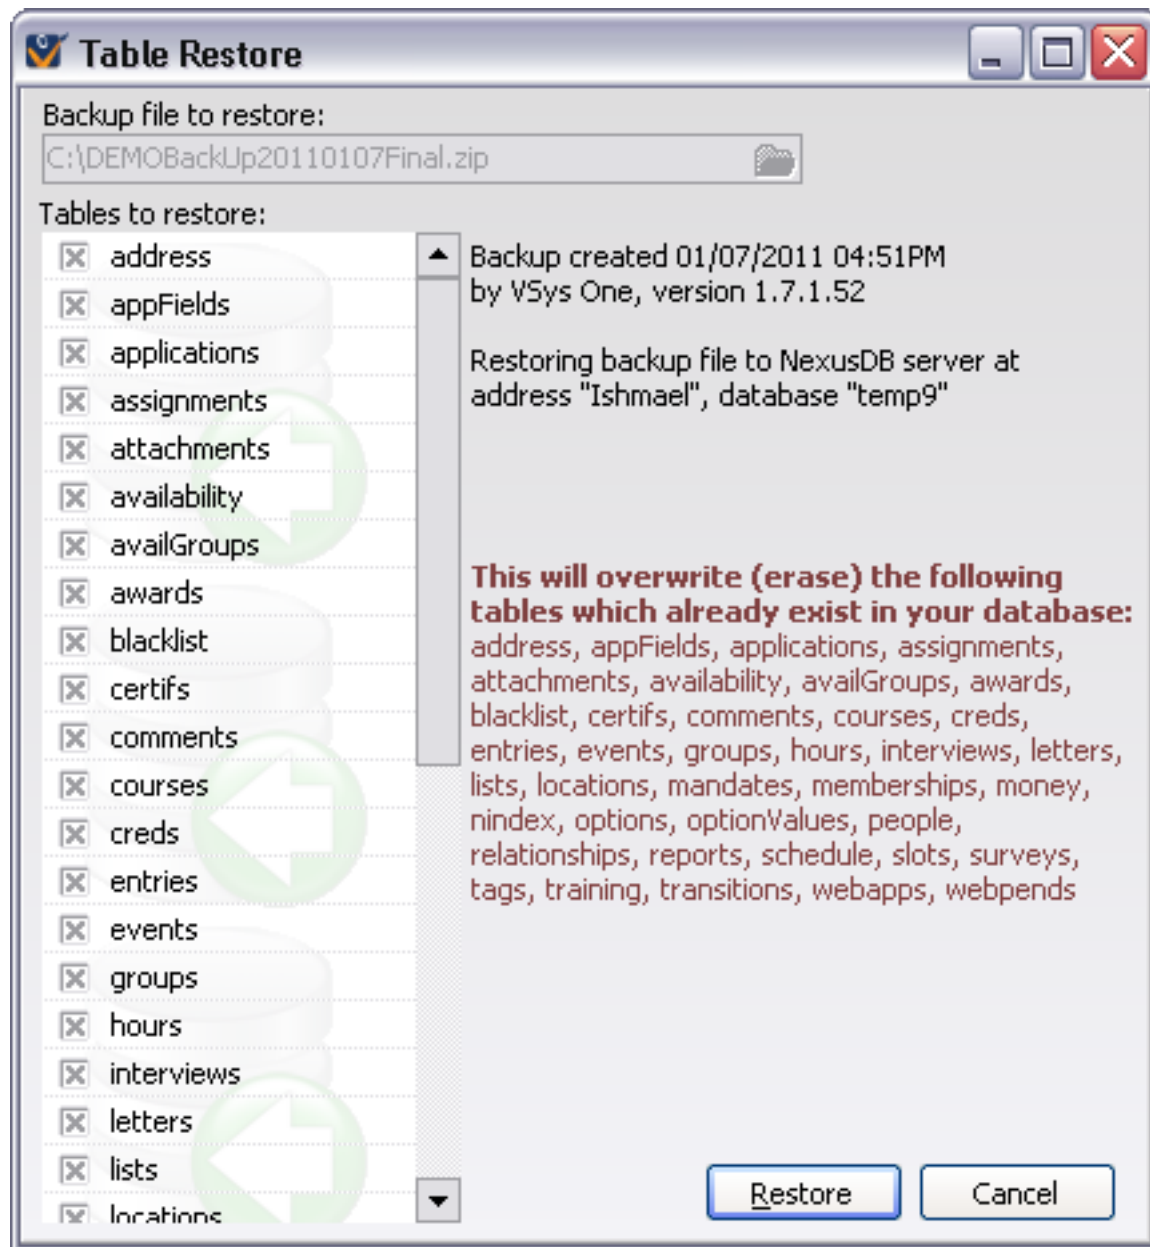 Table Restore
Backup file to restore:
C:\DEMOBackUp20110107Final.zip
Tables to restore:
address
appFields
applications
assignments
attachments
availability
availGroups
awards
blacklist
certifs
comments
courses
creds
entries
events
groups
hours
interviews
letters
lists
locations
Backup created 01/07/2011 04:51PM
by VSys One, version 1.7.1.52
Restoring backup file to NexusDB server at
address "Ishmael", database "temp9"
This will overwrite (erase) the following
tables which already exist in your database:
address, appFields, applications, assignments,
attachments, availability, availGroups, awards,
blacklist, certifs, comments, courses, creds,
entries, events, groups, hours, interviews, letters,
lists, locations, mandates, memberships, money,
nindex, options, optionValues, people,
relationships, reports, schedule, slots, surveys,
tags, training, transitions, webapps, webpends
Restore
Cancel